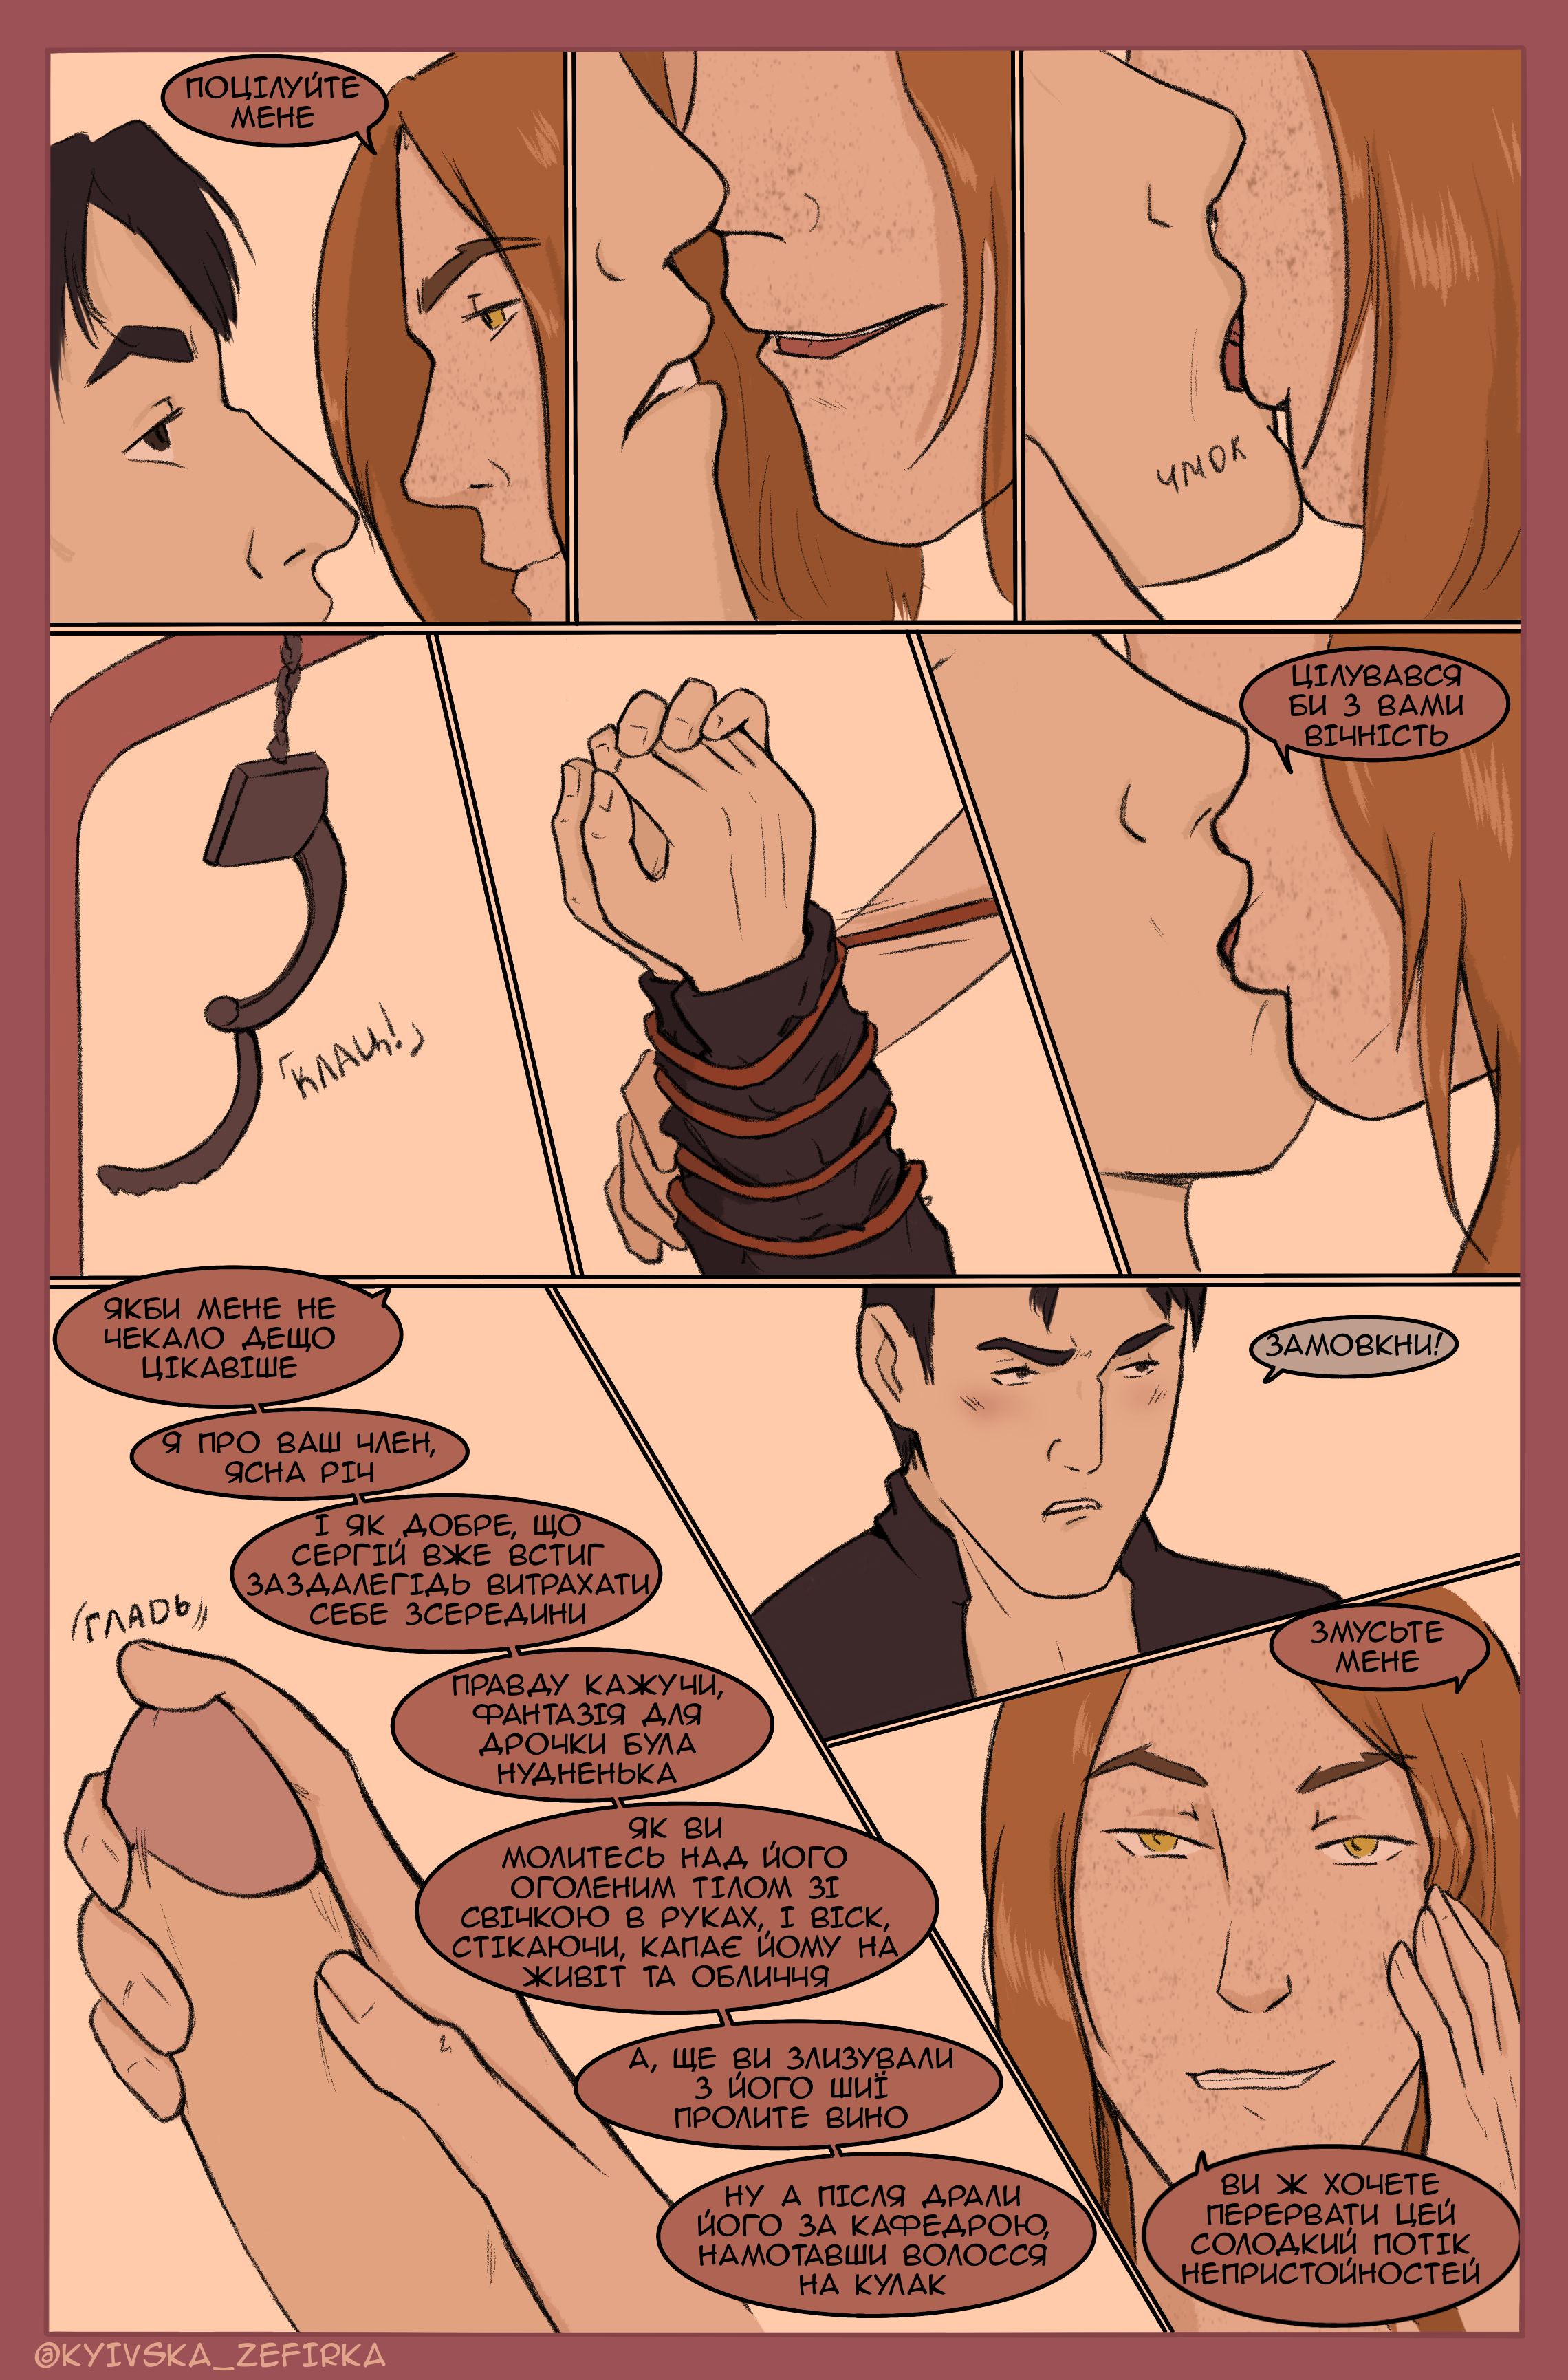 ПОЦІЛУЙТЕ
МЕНЕ
ЧМОК
「КЛАЦЬ!」
ЦІЛУВАВСЯ
БИ З ВАМИ
ВІЧНІСТЬ
ЯКБИ МЕНЕ НЕ
ЧЕКАЛО ДЕЩО
ЦІКАВІШЕ
Я ПРО ВАШ ЧЛЕН,
ЯСНА РІЧ
І ЯК ДОБРЕ, ЩО
СЕРГІЙ ВЖЕ ВСТИГ
ЗАЗДАЛЕГІДЬ ВИТРАХАТИ
СЕБЕ ЗСЕРЕДИНИ
ГЛАДЬ
ПРАВДУ КАЖУЧИ,
ФАНТАЗІЯ ДЛЯ
ДРОЧКИ БУЛА
НУДНЕНЬКА
ЯК ВИ
МОЛИТЕСЬ НАД ЙОГО
ОГОЛЕНИМ ТІЛОМ ЗІ
СВІЧКОЮ В РУКАХ, І ВІСК,
СТІКАЮЧИ, КАПАЄ ЙОМУ НА
ЖИВІТ ТА ОБЛИЧЧЯ
А, ЩЕ ВИ ЗЛИЗУВАЛИ
З ЙОГО ШИЇ
ПРОЛИТЕ ВИНО
НУ А ПІСЛЯ ДРАЛИ
ЙОГО ЗА КАФЕДРОЮ,
НАМОТАВШИ ВОЛОССЯ
НА КУЛАК
ЗАМОВКНИ!
ЗМУСЬТЕ
МЕНЕ
ВИ Ж ХОЧЕТЕ
ПЕРЕРВАТИ ЦЕЙ
СОЛОДКИЙ ПОТІК
НЕПРИСТОЙНОСТЕЙ
@KYIVSKA_ZEFIRKA